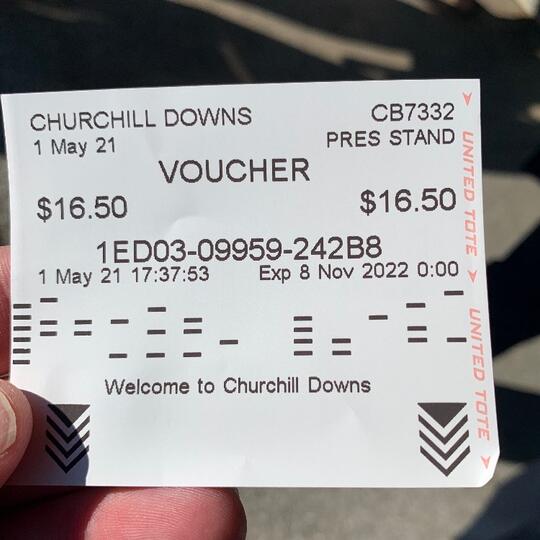 CHURCHILL DOWNS CB7332
1 May 21 PRES STAND
VOUCHER
$16.50 $16.50
1ED03-09959-242B8
1 May 21 17:37:53 Exp 8 Nov 2022 0:00
Welcome to Churchill Downs
UNITED TOTE
UNITED TOTE